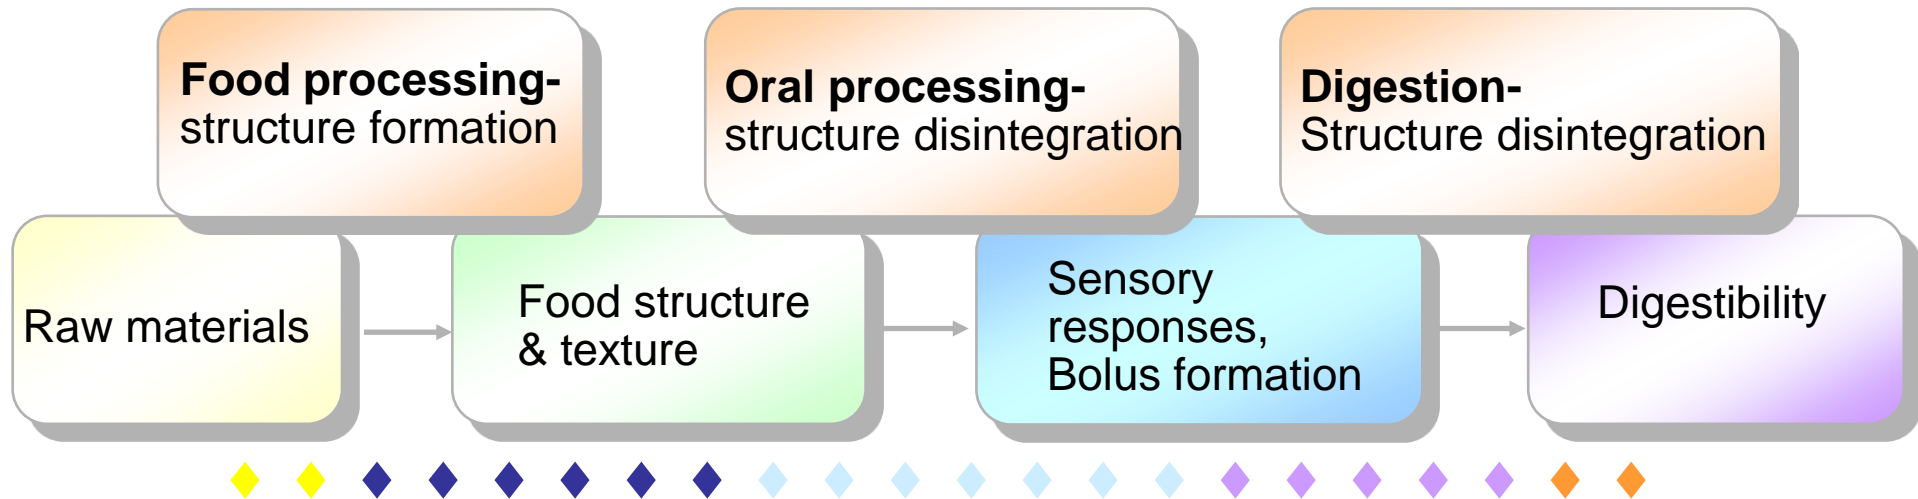 Food processing-
structure formation
Oral processing-
structure disintegration
Digestion-
Structure disintegration
Raw materials
Food structure
& texture
Sensory
responses,
Bolus formation
Digestibility